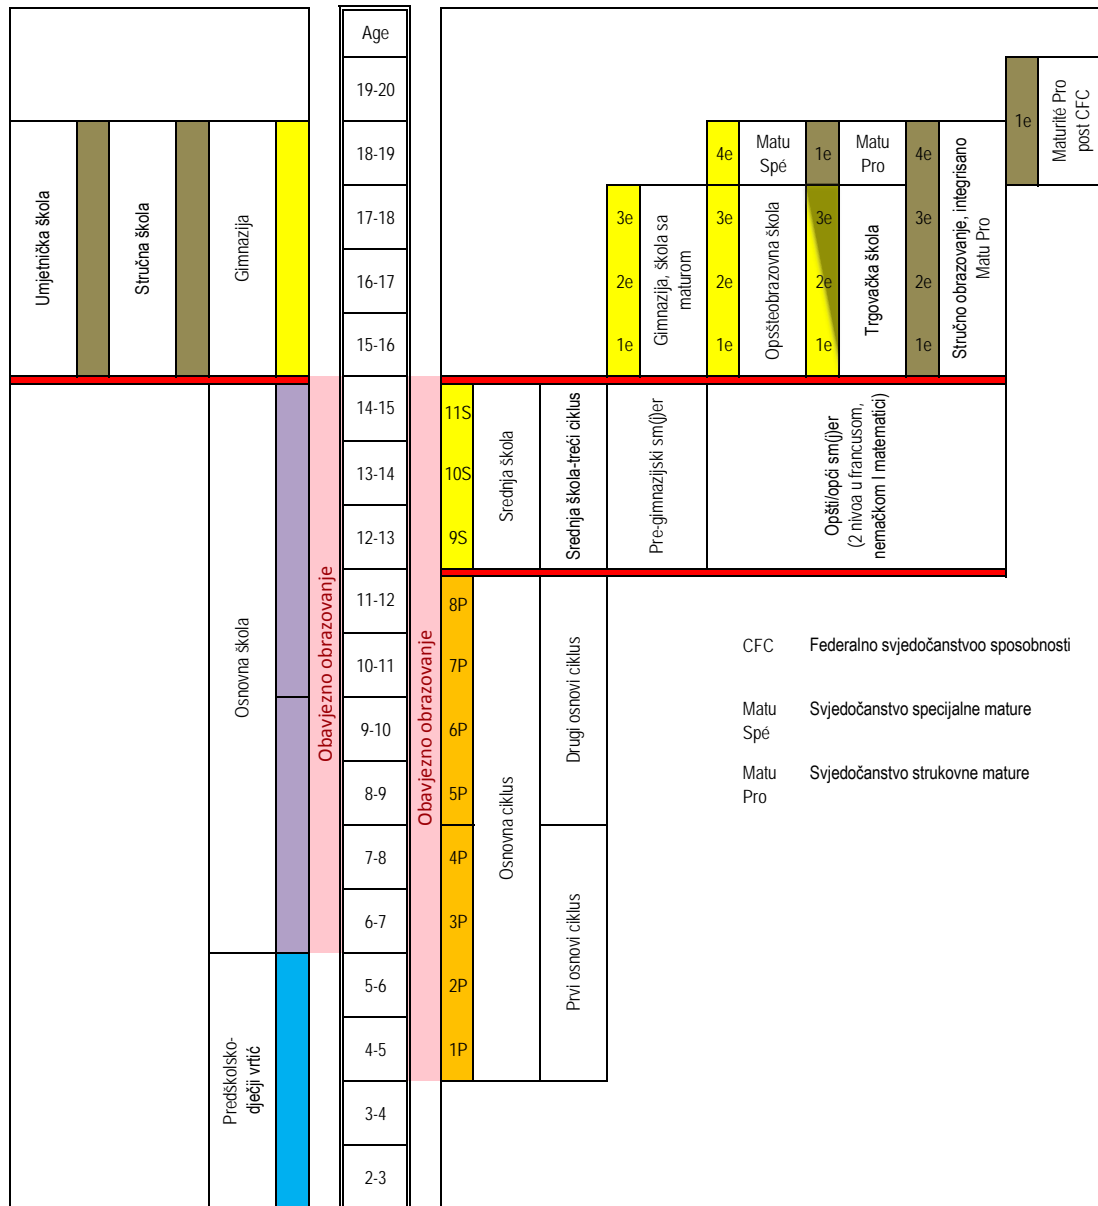 Age
19-20
18-19
17-18
16-17
15-16
14-15
13-14
12-13
11-12
10-11
9-10
8-9
7-8
6-7
5-6
4-5
3-4
2-3
Umjetnička škola
Stručna škola
Gimnazija
Osnovna škola
Predškolsko-
dječji vrtić
Obavjezno obrazovanje
Obavjezno obrazovanje
1e
Maturité Pro
post CFC
4e
Matu
Spé
1e
Matu
Pro
4e
3e
3e
3e
3e
2e
2e
2e
2e
1e
1e
1e
1e
Gimnazija, škola sa
maturom
Opsšteobrazovna škola
Trgovačka škola
Stručno obrazovanje, integrisano
Matu Pro
11S
10S
9S
Srednja škola
Srednja škola-treći ciklus
Pre-gimnazijski sm(j)er
Opšti/opći sm(j)er
(2 nivoa u francusom,
nemačkom I matematici)
8P
7P
6P
5P
4P
3P
2P
1P
Osnovna ciklus
Drugi osnovi ciklus
Prvi osnovi ciklus
CFC Federalno svjedočanstvoo sposobnosti
Matu
Spé
Svjedočanstvo specijalne mature
Matu
Pro
Svjedočanstvo strukovne mature